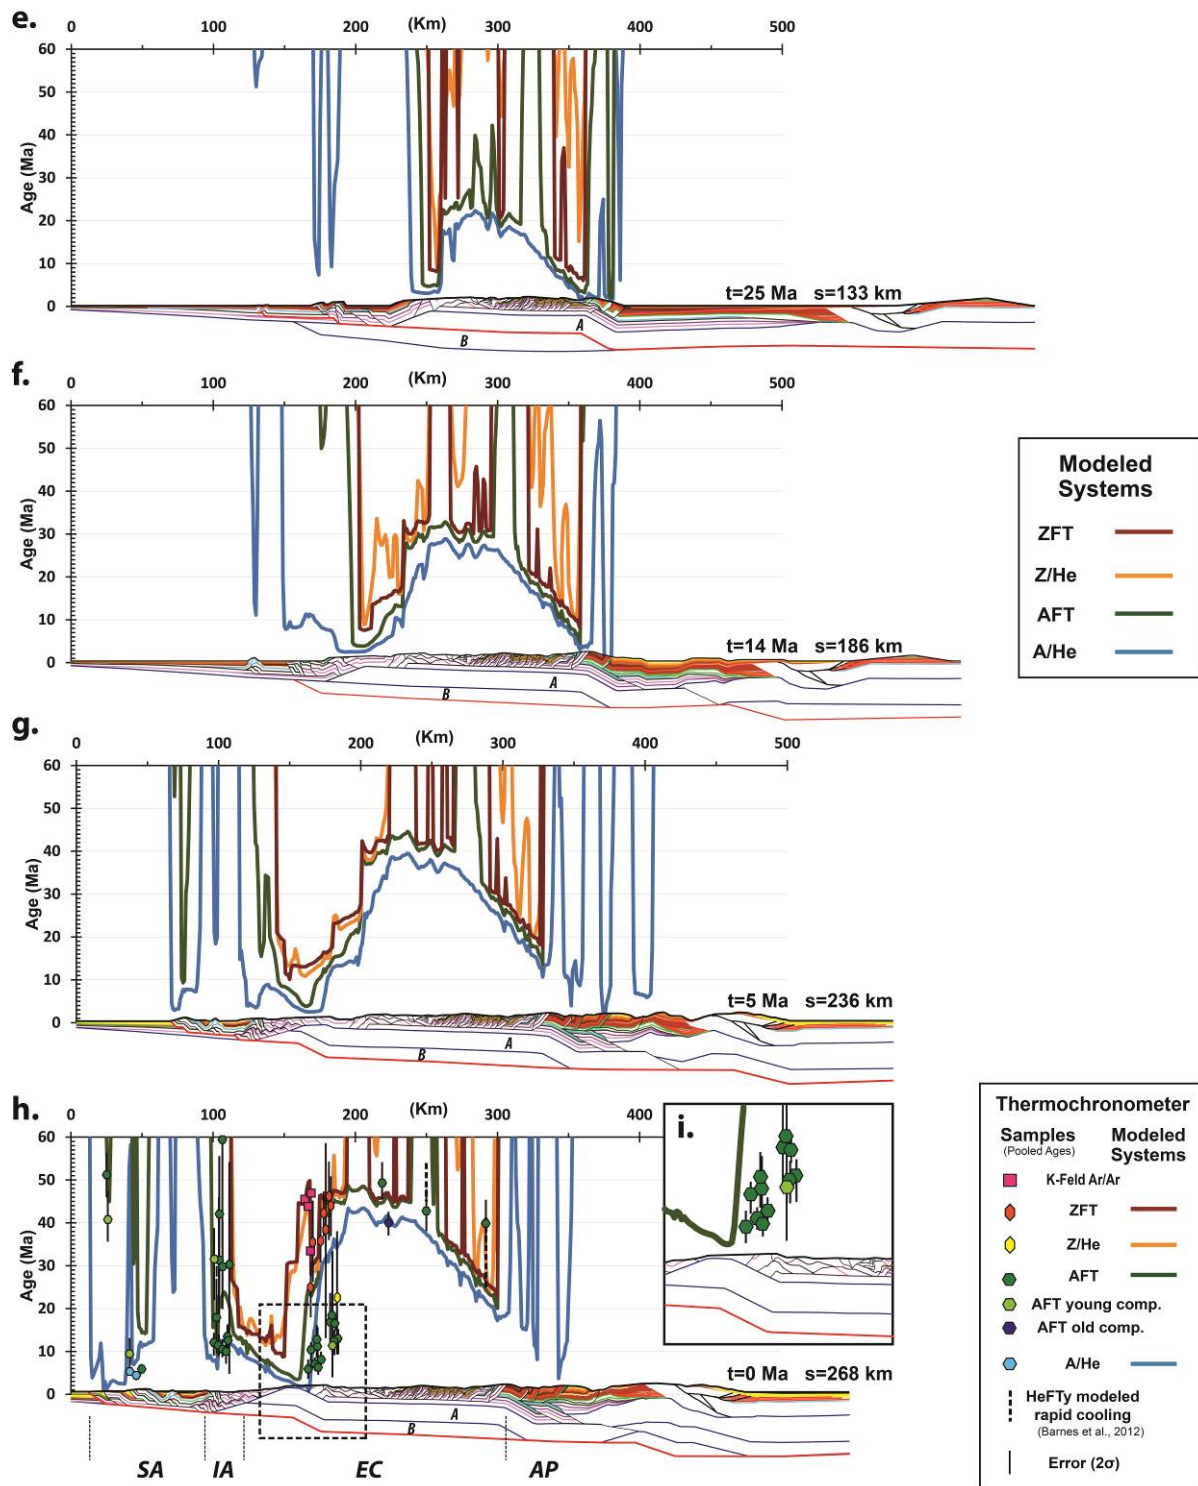 e.
(Km)
0 100 200 300 400 500
60
50
40
30
20
10
0
Age (Ma)
t=25 Ma s=133 km
A
B
f.
(Km)
0 100 200 300 400 500
60
50
40
30
20
10
0
Age (Ma)
t=14 Ma s=186 km
A
B
Modeled
Systems
ZFT
Z/He
AFT
A/He
g.
(Km)
0 100 200 300 400 500
60
50
40
30
20
10
0
Age (Ma)
t=5 Ma s=236 km
A
B
h.
(Km)
0 100 200 300 400
60
50
40
30
20
10
0
Age (Ma)
i.
t=0 Ma s=268 km
A
B
SA IA EC AP
Thermochronometer
Samples Modeled
(Pooled Ages) Systems
K-Feld Ar/Ar
ZFT
Z/He
AFT
AFT young comp.
AFT old comp.
A/He
HeFTy modeled
rapid cooling
(Barnes et al., 2012)
Error (2σ)